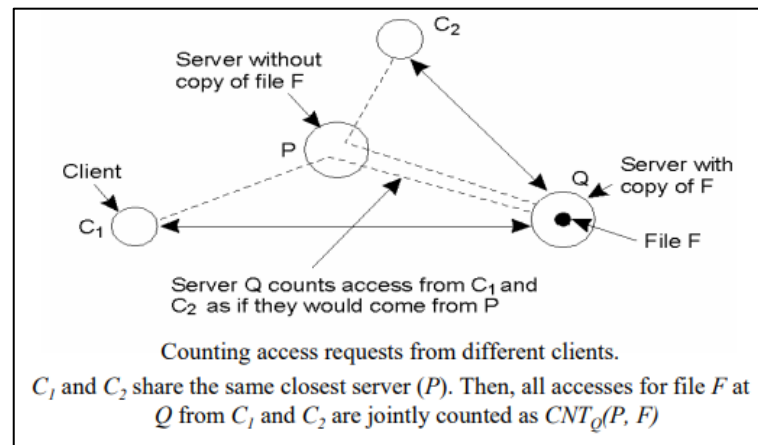 C2
Server without
copy of file F
P
Client
Q
Server with
copy of F
C1
File F
Server Q counts access from C1 and
C2 as if they would come from P
Counting access requests from different clients.
C1 and C2 share the same closest server (P). Then, all accesses for file F at
Q from C1 and C2 are jointly counted as CNTQ(P, F)